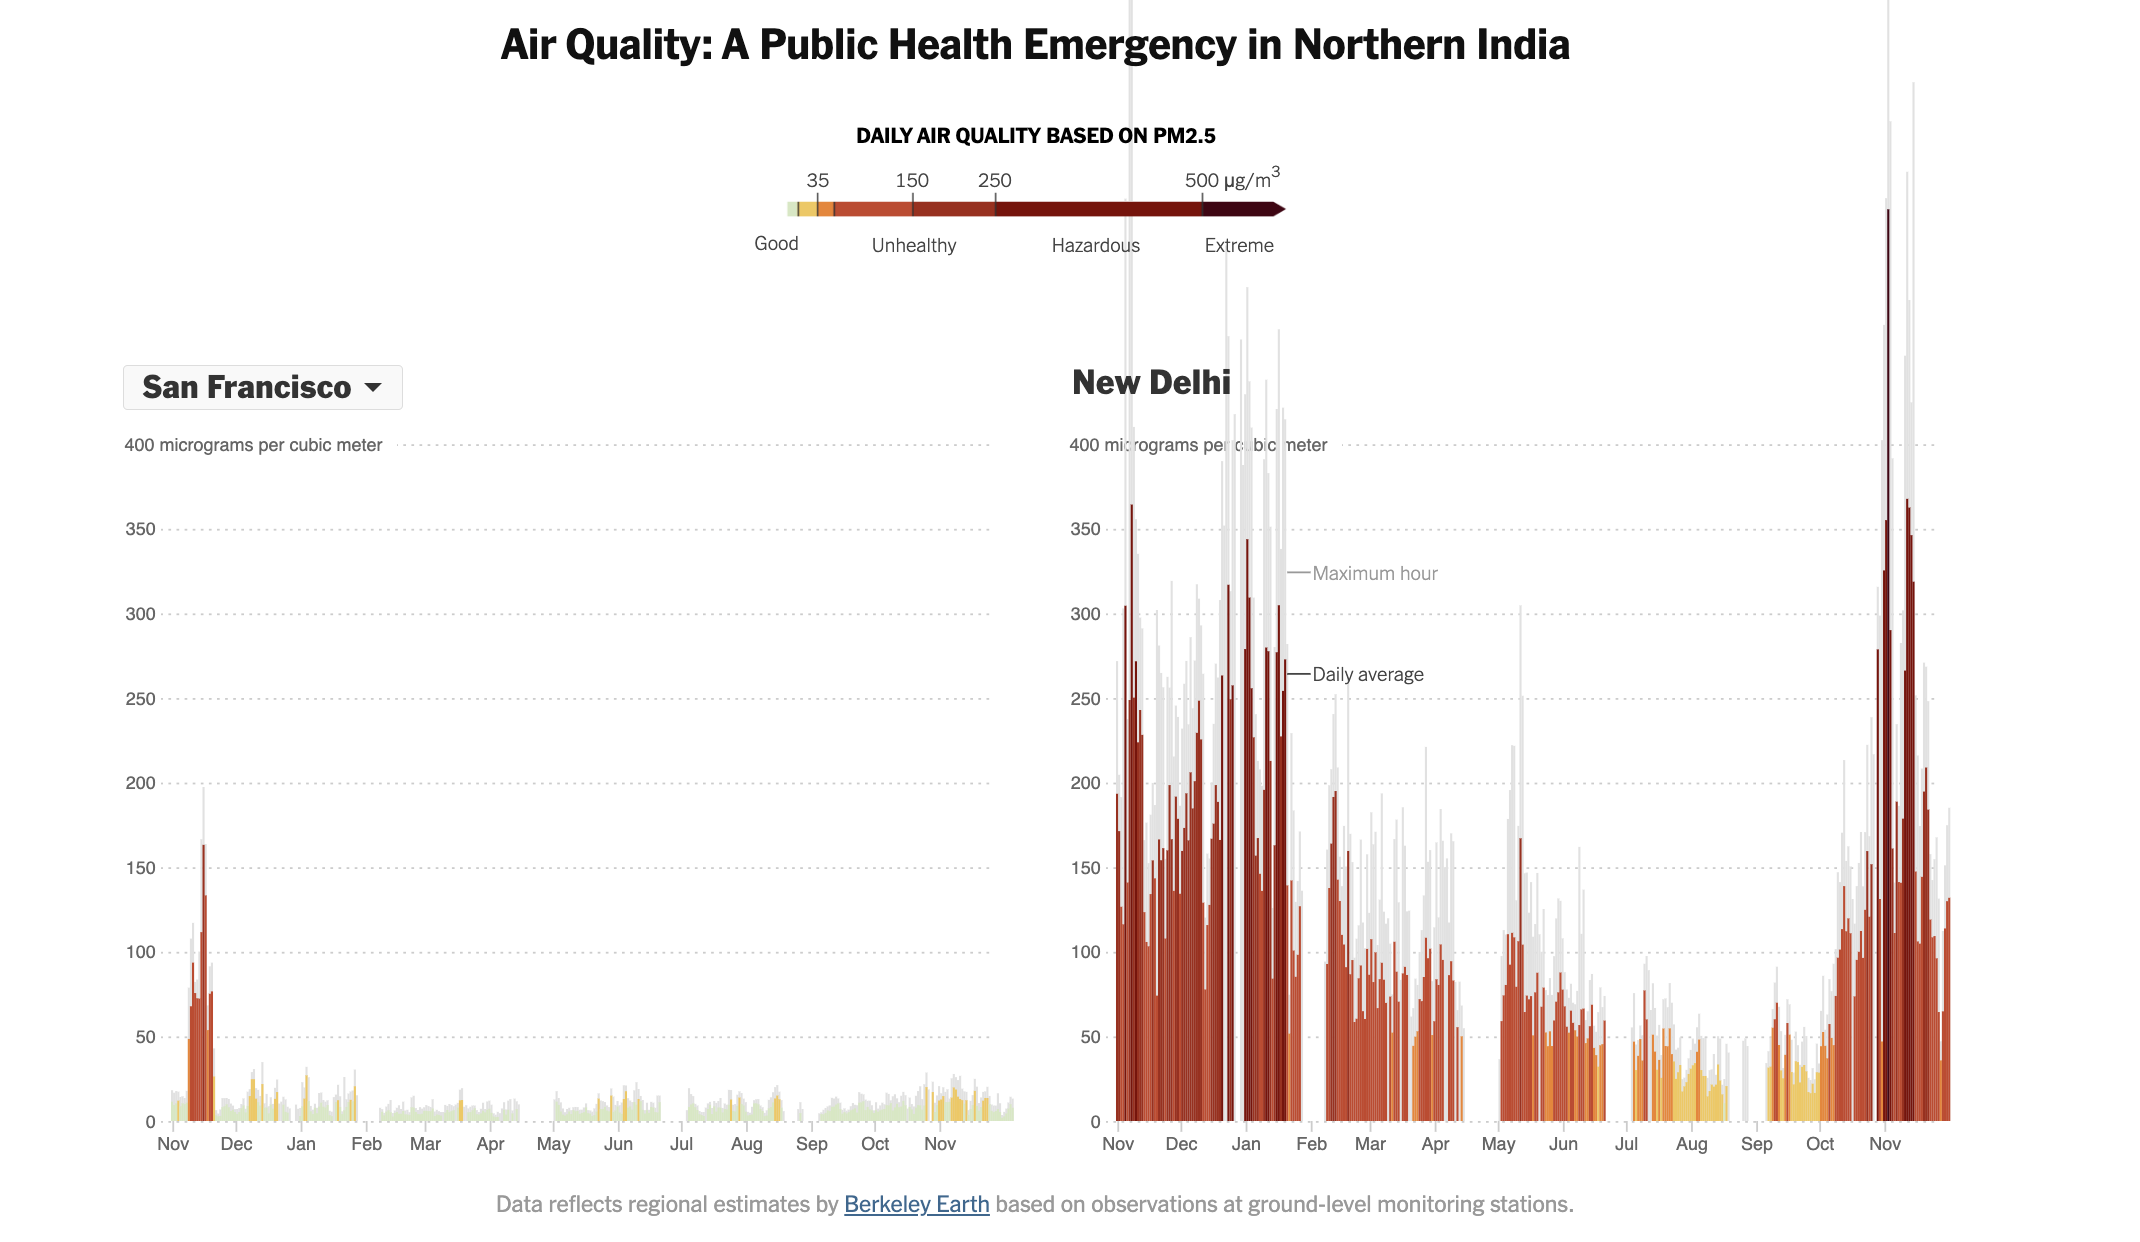 Air Quality: A Public Health Emergency in Northern India
DAILY AIR QUALITY BASED ON PM2.5
35 150 250 500 µg/m³
Good Unhealthy Hazardous Extreme
San Francisco
400 micrograms per cubic meter
350
300
250
200
150
100
50
0
Nov Dec Jan Feb Mar Apr May Jun Jul Aug Sep Oct Nov
New Delhi
400 micrograms per cubic meter
350
Maximum hour
300
Daily average
250
200
150
100
50
0
Nov Dec Jan Feb Mar Apr May Jun Jul Aug Sep Oct Nov
Data reflects regional estimates by Berkeley Earth based on observations at ground-level monitoring stations.